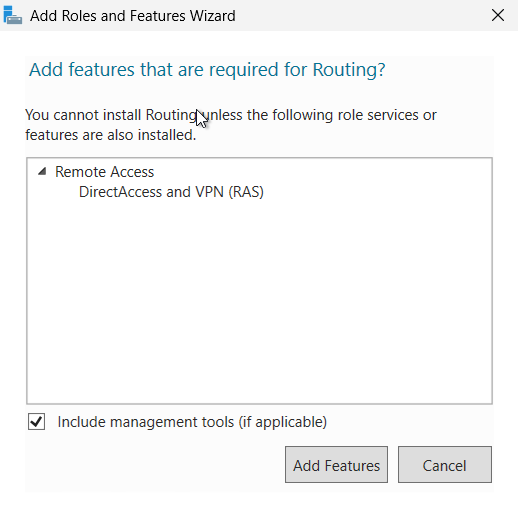 Add Roles and Features Wizard
Add features that are required for Routing?
You cannot install Routing unless the following role services or
features are also installed.
Remote Access
DirectAccess and VPN (RAS)
Include management tools (if applicable)
Add Features
Cancel